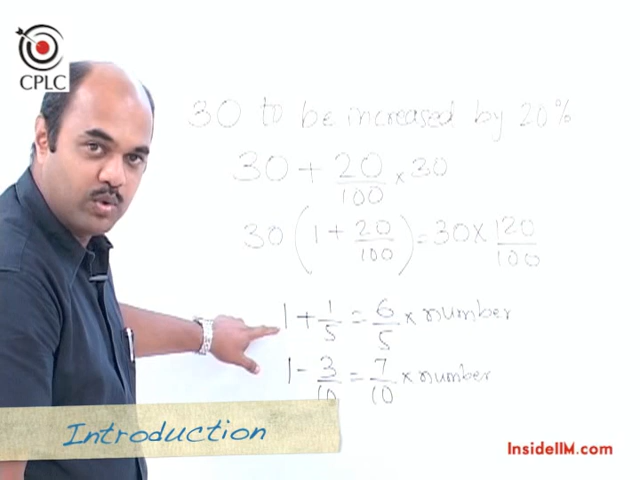 CPLC
30 to be increased by 20%
30 + 20/100 × 30
30 (1 + 20/100) = 30 × 120/100
1 + 1/5 = 6/5 × number
1 - 3/10 = 7/10 × number
Introduction
InsideIIM.com